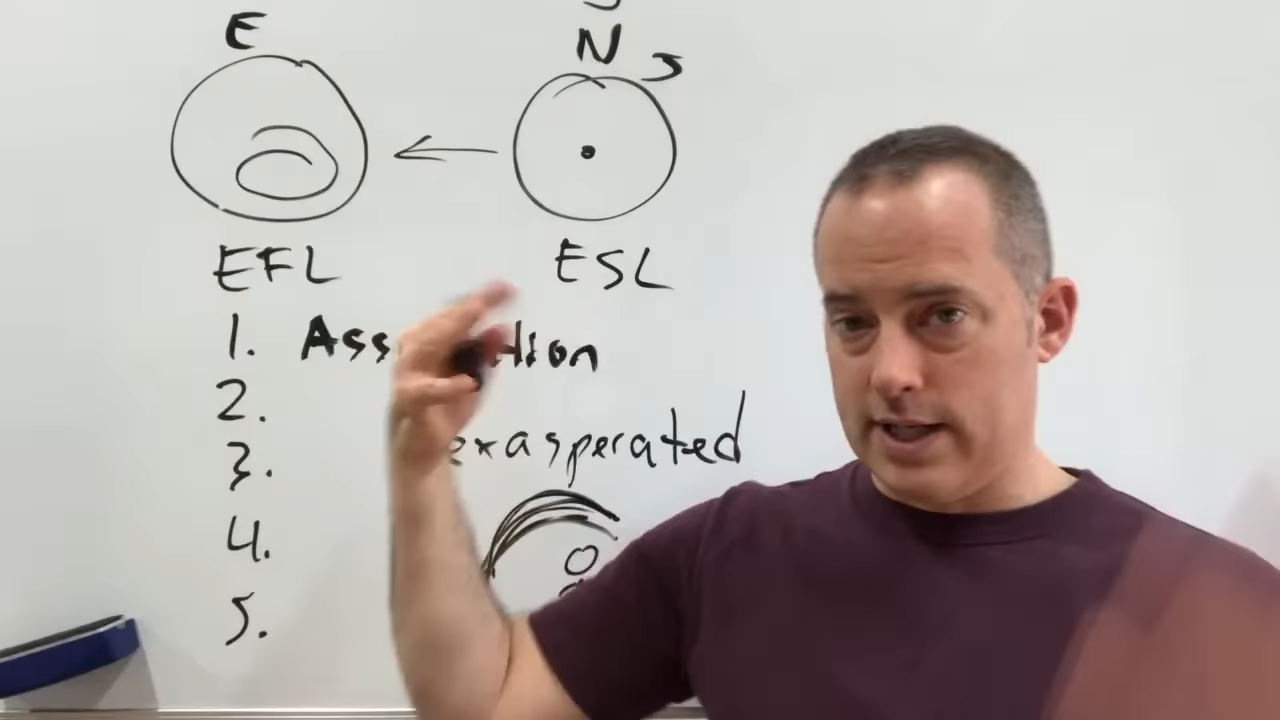 E
N
J
EFL
ESL
1.
2.
exasperated
3.
4.
5.